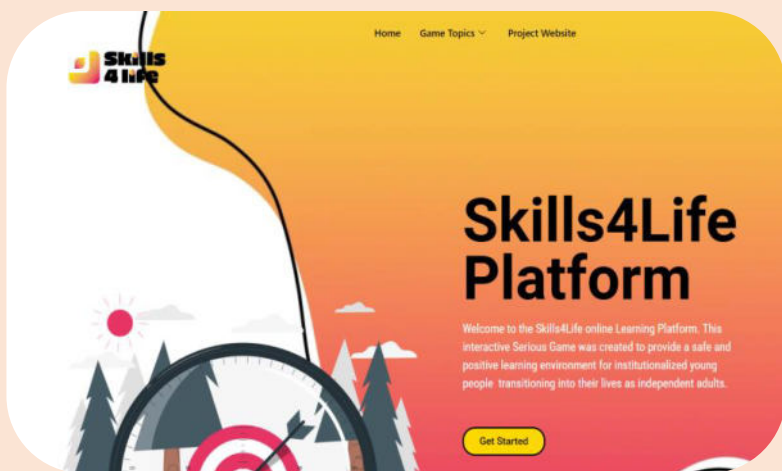 Home Game Topics Project Website
Skills
4 life
Skills4Life
Platform
Welcome to the Skills4Life online Learning Platform. This
interactive Serious Game was created to provide a safe and
positive learning environment for institutionalized young
people transitioning into their lives as independent adults.
Get Started